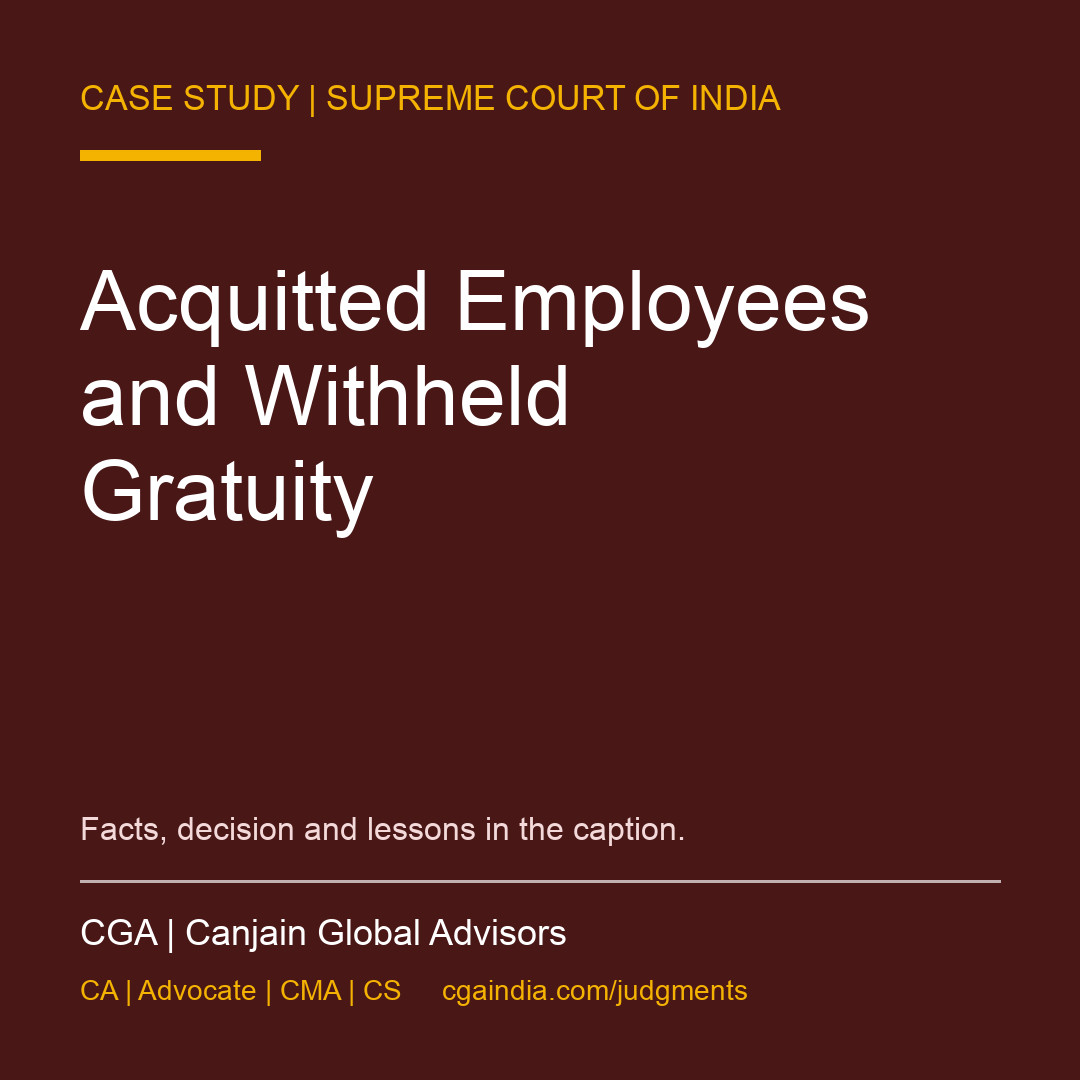 CASE STUDY | SUPREME COURT OF INDIA
Acquitted Employees
and Withheld
Gratuity
Facts, decision and lessons in the caption.
CGA | Canjain Global Advisors
CA | Advocate | CMA | CS cgaindia.com/judgments